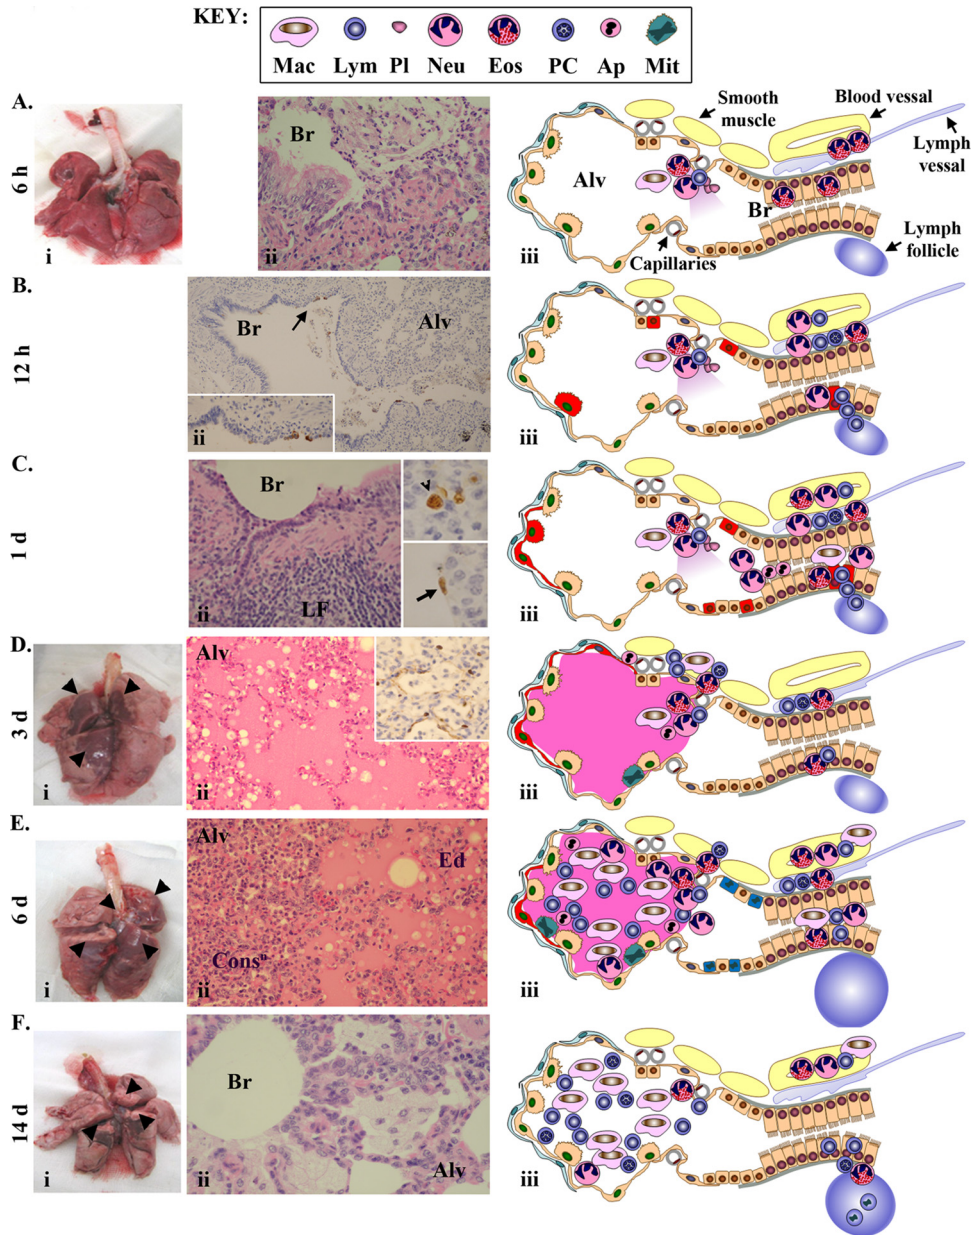 KEY:
Mac Lym Pl Neu Eos PC Ap Mit
A.
6 h
i
Br
ii
Smooth
muscle
Blood vessal
Lymph
vessal
Alv
Br
Lymph
follicle
Capillaries
iii
B.
12 h
Br
Alv
ii
iii
C.
1 d
Br
LF
ii
iii
D.
3 d
i
Alv
ii
iii
E.
6 d
i
Alv
Ed
Consⁿ
ii
iii
F.
14 d
i
Br
Alv
ii
iii